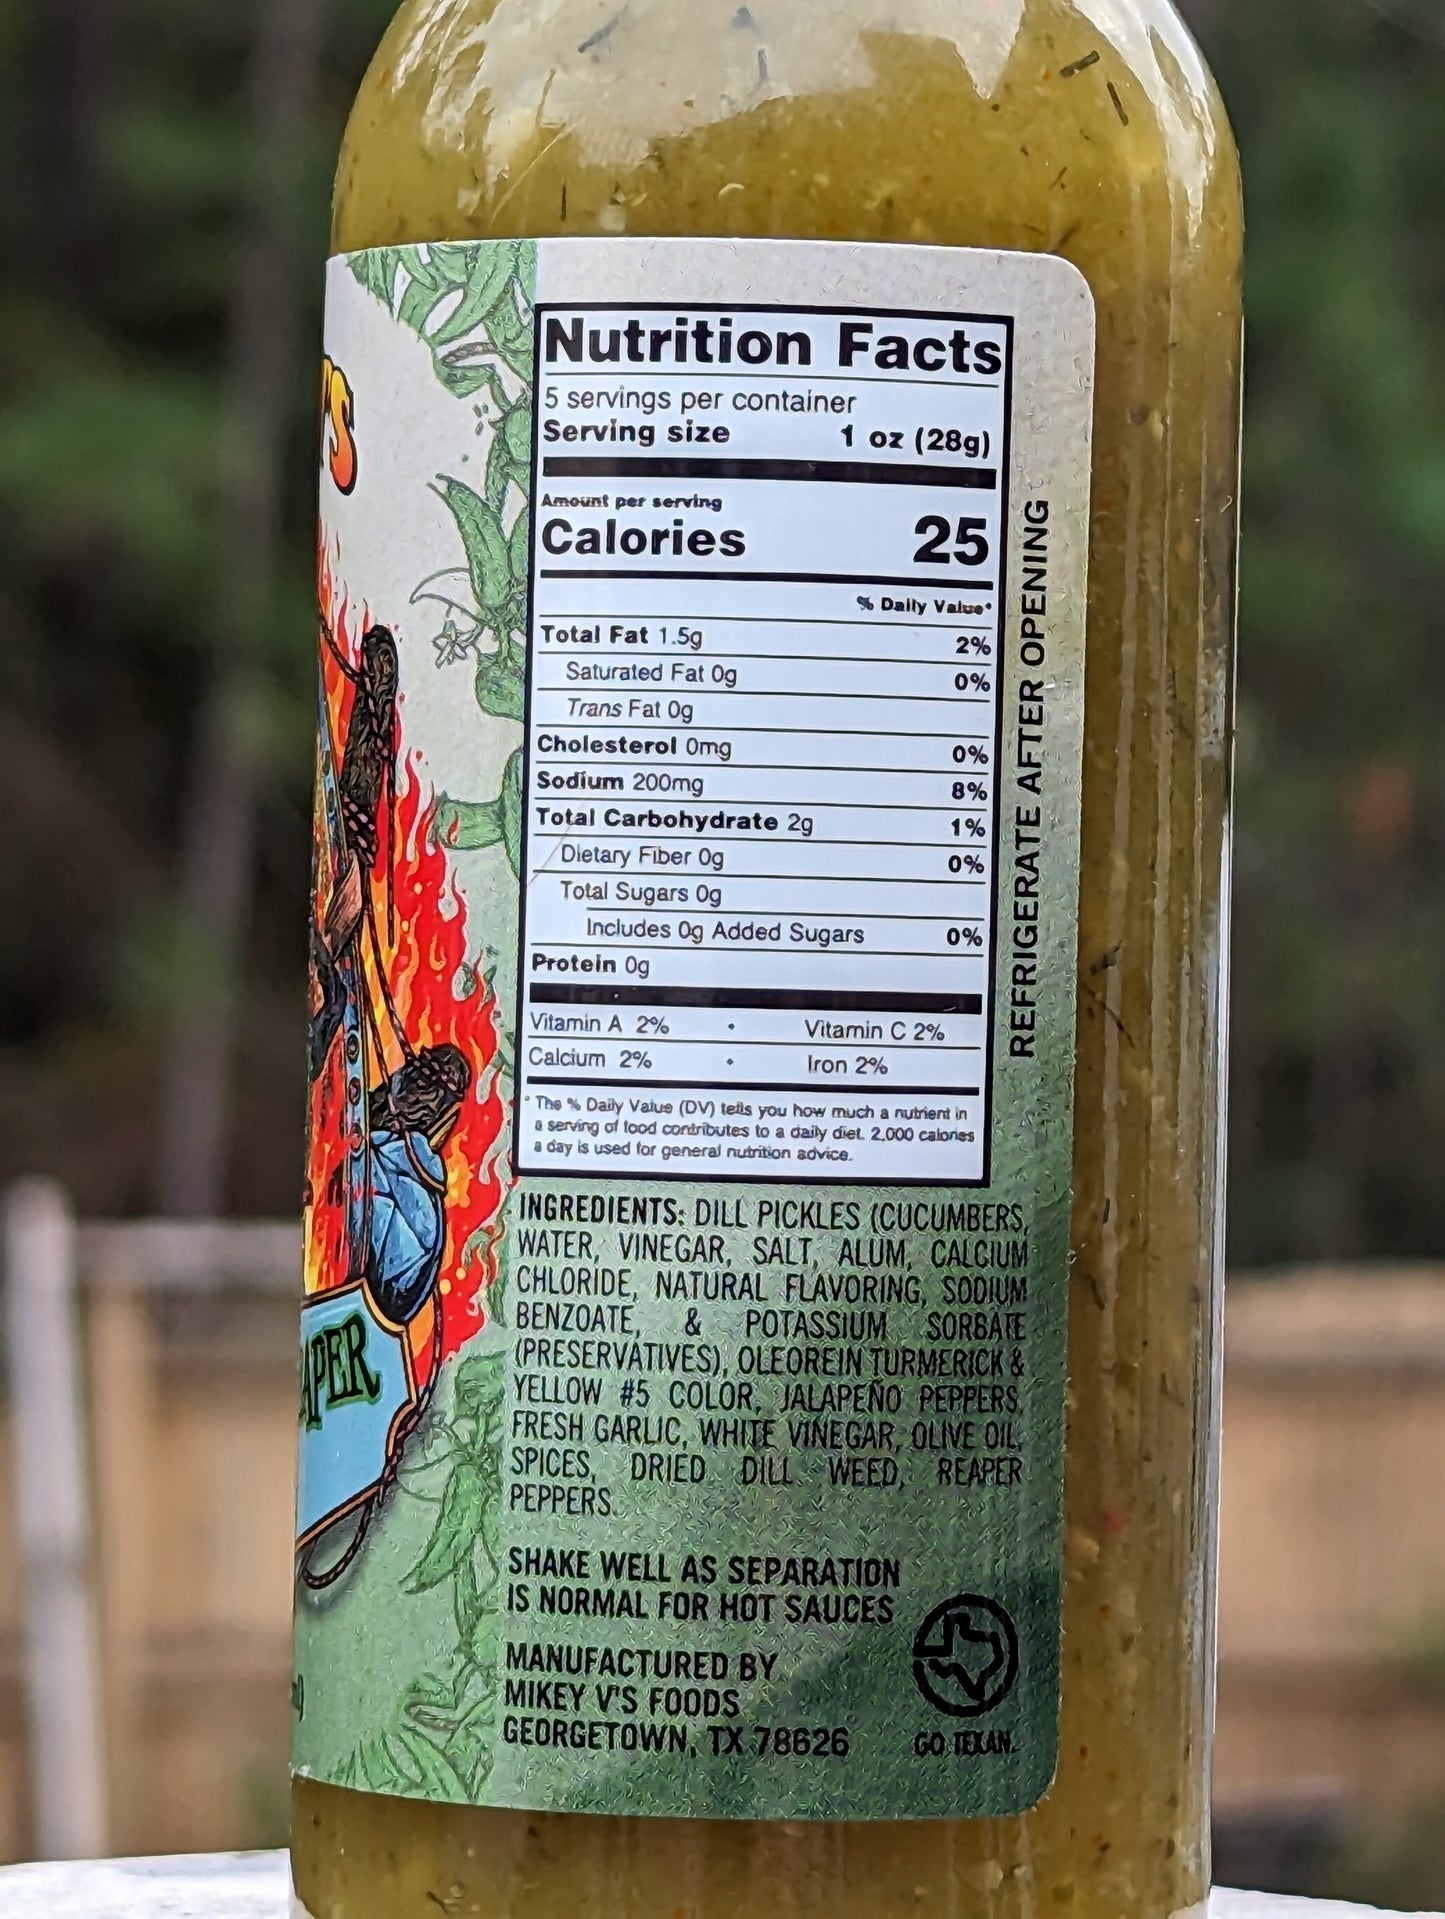 'S
Nutrition Facts
5 servings per container
Serving size 1 oz (28g)
Amount per serving
Calories 25
% Daily Value*
Total Fat 1.5g 2%
Saturated Fat 0g 0%
Trans Fat 0g
Cholesterol 0mg 0%
Sodium 200mg 8%
Total Carbohydrate 2g 1%
Dietary Fiber 0g 0%
Total Sugars 0g
Includes 0g Added Sugars 0%
Protein 0g
Vitamin A 2% • Vitamin C 2%
Calcium 2% • Iron 2%
* The % Daily Value (DV) tells you how much a nutrient in
a serving of food contributes to a daily diet. 2,000 calories
a day is used for general nutrition advice.
REFRIGERATE AFTER OPENING
INGREDIENTS: DILL PICKLES (CUCUMBERS,
WATER, VINEGAR, SALT, ALUM, CALCIUM
CHLORIDE, NATURAL FLAVORING, SODIUM
BENZOATE, & POTASSIUM SORBATE
(PRESERVATIVES), OLEOREIN TURMERICK &
YELLOW #5 COLOR, JALAPEÑO PEPPERS,
FRESH GARLIC, WHITE VINEGAR, OLIVE OIL,
SPICES, DRIED DILL WEED, REAPER
PEPPERS.
APER
SHAKE WELL AS SEPARATION
IS NORMAL FOR HOT SAUCES
MANUFACTURED BY
MIKEY V'S FOODS
GEORGETOWN, TX 78626
GO TEXAN.